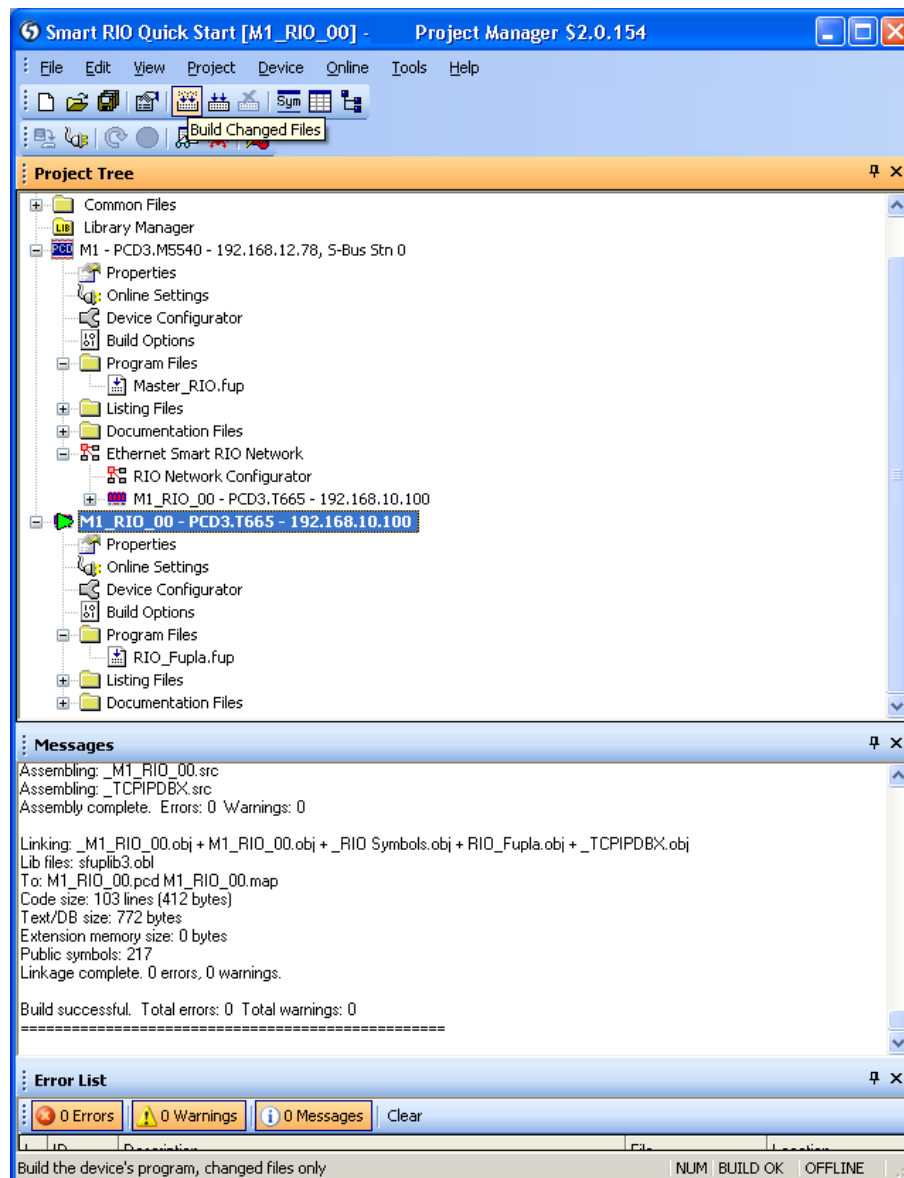 Smart RIO Quick Start [M1_RIO_00] - Project Manager $2.0.154
File Edit View Project Device Online Tools Help
Sym
Build Changed Files
Project Tree
Common Files
LIB Library Manager
PCD M1 - PCD3.M5540 - 192.168.12.78, S-Bus Stn 0
Properties
Online Settings
Device Configurator
Build Options
Program Files
Master_RIO.fup
Listing Files
Documentation Files
Ethernet Smart RIO Network
RIO Network Configurator
M1_RIO_00 - PCD3.T665 - 192.168.10.100
M1_RIO_00 - PCD3.T665 - 192.168.10.100
Properties
Online Settings
Device Configurator
Build Options
Program Files
RIO_Fupla.fup
Listing Files
Documentation Files
Messages
Assembling: _M1_RIO_00.src
Assembling: _TCPIPDBX.src
Assembly complete. Errors: 0 Warnings: 0
Linking: _M1_RIO_00.obj + M1_RIO_00.obj + _RIO Symbols.obj + RIO_Fupla.obj + _TCPIPDBX.obj
Lib files: sfuplib3.obl
To: M1_RIO_00.pcd M1_RIO_00.map
Code size: 103 lines (412 bytes)
Text/DB size: 772 bytes
Extension memory size: 0 bytes
Public symbols: 217
Linkage complete. 0 errors, 0 warnings.
Build successful. Total errors: 0 Total warnings: 0
====================================================
Error List
0 Errors 0 Warnings 0 Messages Clear
Build the device's program, changed files only NUM BUILD OK OFFLINE